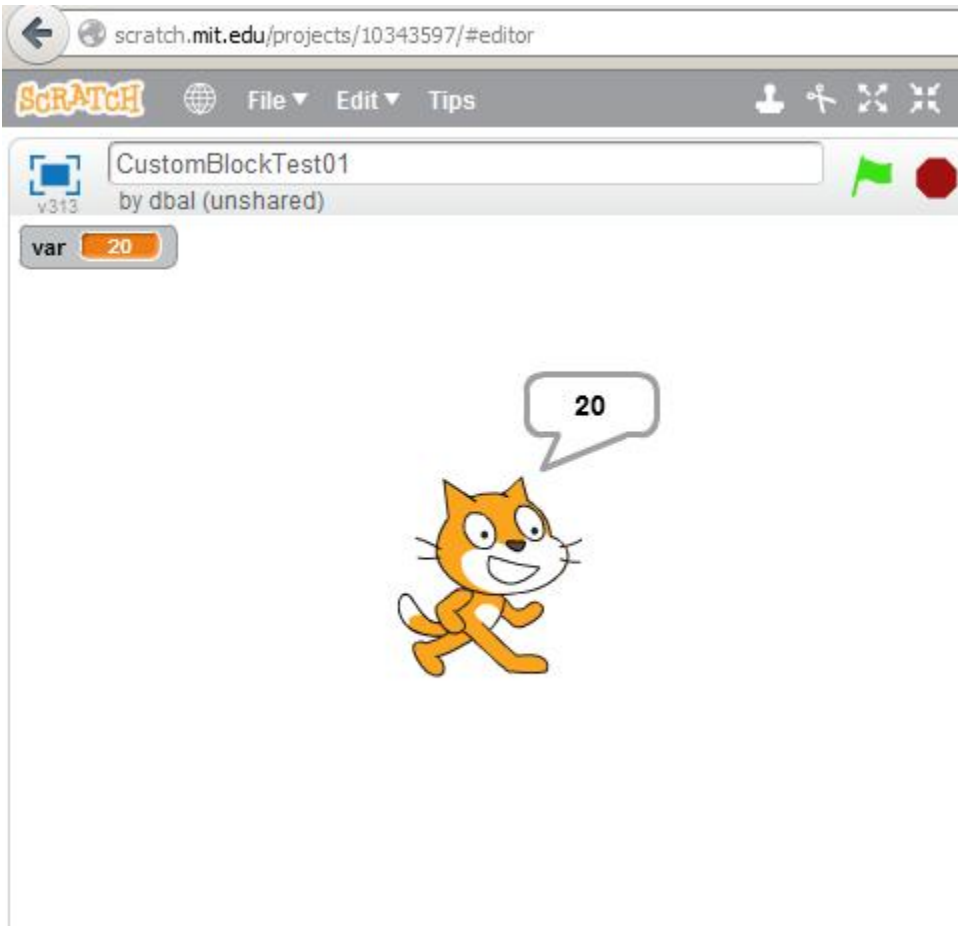 scratch.mit.edu/projects/10343597/#editor
SCRATCH File Edit Tips
CustomBlockTest01
v313 by dbal (unshared)
var 20
20